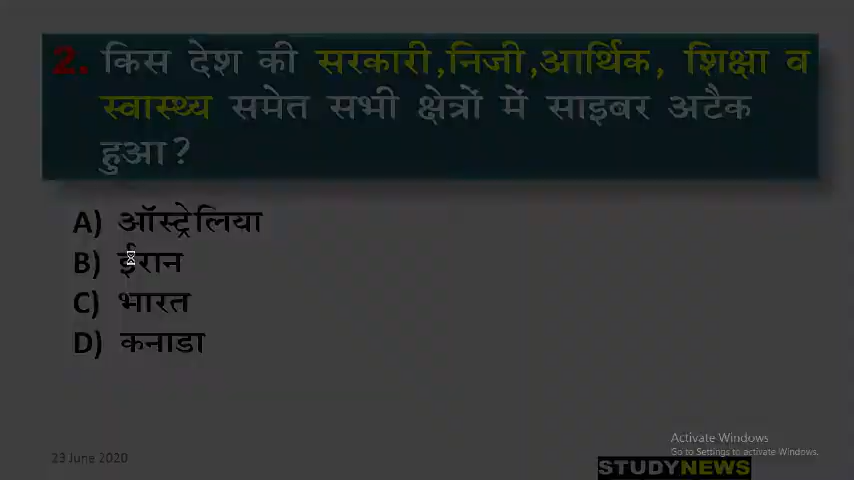 2. किस देश की सरकारी,निजी,आर्थिक, शिक्षा व
स्वास्थ्य समेत सभी क्षेत्रों में साइबर अटैक
हुआ?
A) ऑस्ट्रेलिया
B) ईरान
C) भारत
D) कनाडा
Activate Windows
Go to Settings to activate Windows.
23 June 2020
STUDYNEWS